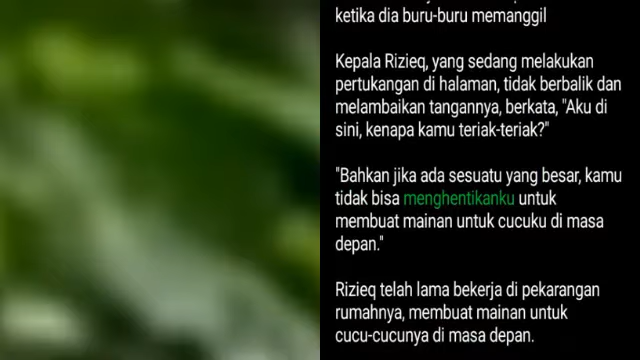 ketika dia buru-buru memanggil
Kepala Rizieq, yang sedang melakukan
pertukangan di halaman, tidak berbalik dan
melambaikan tangannya, berkata, "Aku di
sini, kenapa kamu teriak-teriak?"
"Bahkan jika ada sesuatu yang besar, kamu
tidak bisa menghentikanku untuk
membuat mainan untuk cucuku di masa
depan."
Rizieq telah lama bekerja di pekarangan
rumahnya, membuat mainan untuk
cucu-cucunya di masa depan.